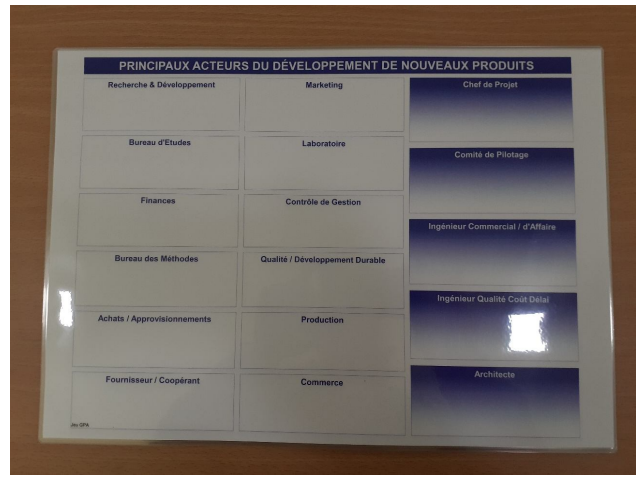 PRINCIPAUX ACTEURS DU DÉVELOPPEMENT DE NOUVEAUX PRODUITS
Recherche & Développement
Marketing
Chef de Projet
Bureau d'Etudes
Laboratoire
Comité de Pilotage
Finances
Contrôle de Gestion
Ingénieur Commercial / d'Affaire
Bureau des Méthodes
Qualité / Développement Durable
Ingénieur Qualité Coût Délai
Achats / Approvisionnements
Production
Architecte
Fournisseur / Coopérant
Commerce
Jeu GPA